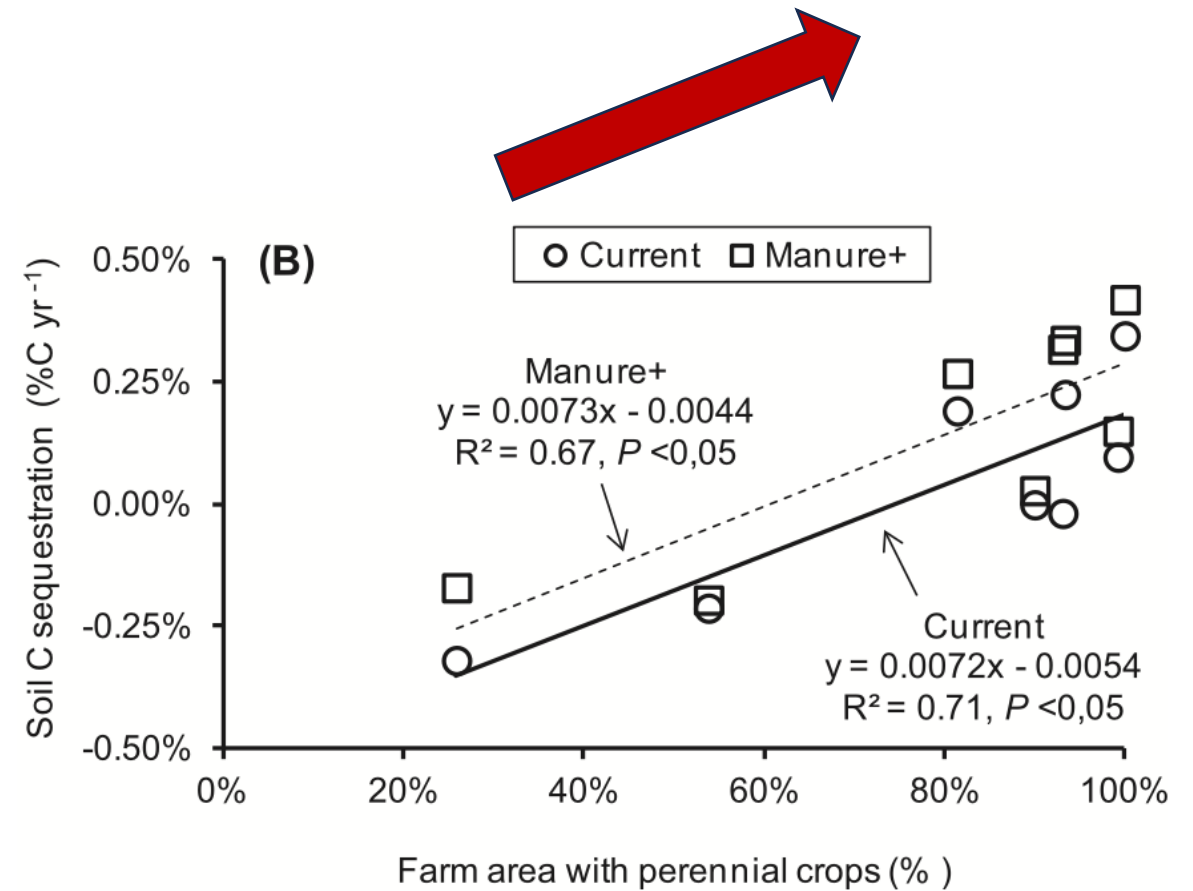 (B)
Current Manure+
Soil C sequestration (%C yr⁻¹)
0.50%
0.25%
0.00%
-0.25%
-0.50%
Manure+
y = 0.0073x - 0.0044
R² = 0.67, P <0,05
Current
y = 0.0072x - 0.0054
R² = 0.71, P <0,05
0% 20% 40% 60% 80% 100%
Farm area with perennial crops (% )